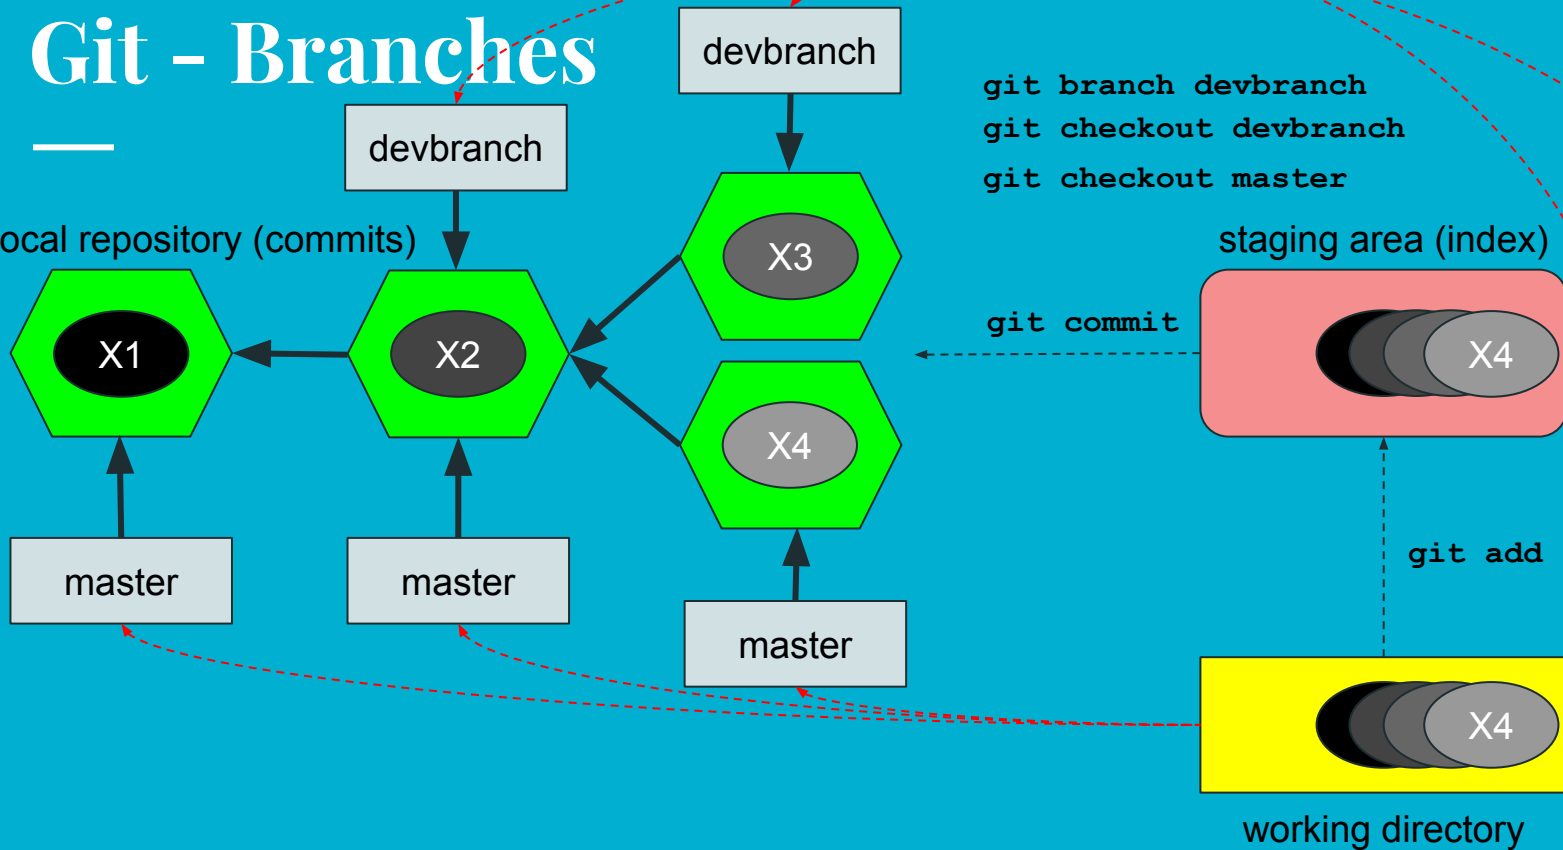 Git - Branches
devbranch
devbranch
git branch devbranch
git checkout devbranch
git checkout master
ocal repository (commits)
staging area (index)
X3
git commit
X1
X2
X4
X4
git add
master
master
master
X4
working directory